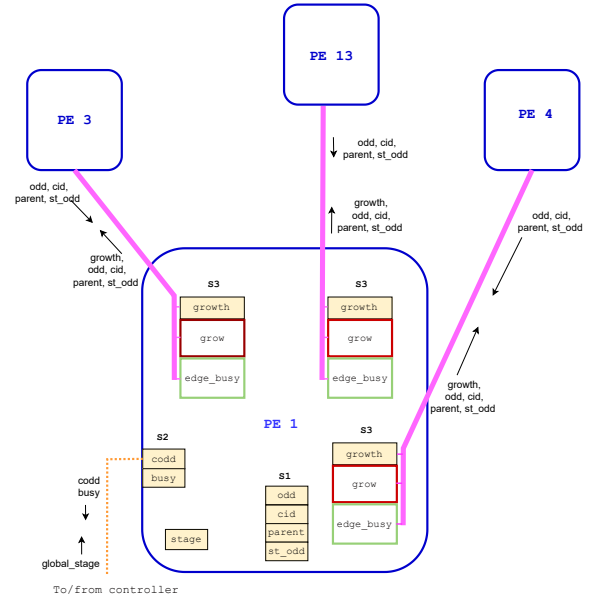 PE 13
PE 3
PE 4
odd, cid,
parent, st_odd
odd, cid,
parent, st_odd
growth,
odd, cid,
parent, st_odd
odd, cid,
parent, st_odd
growth,
odd, cid,
parent, st_odd
S3
growth
grow
edge_busy
S3
growth
grow
edge_busy
growth,
odd, cid,
parent, st_odd
PE 1
S3
growth
grow
edge_busy
S2
codd
busy
S1
odd
cid
parent
st_odd
stage
codd
busy
global_stage
To/from controller